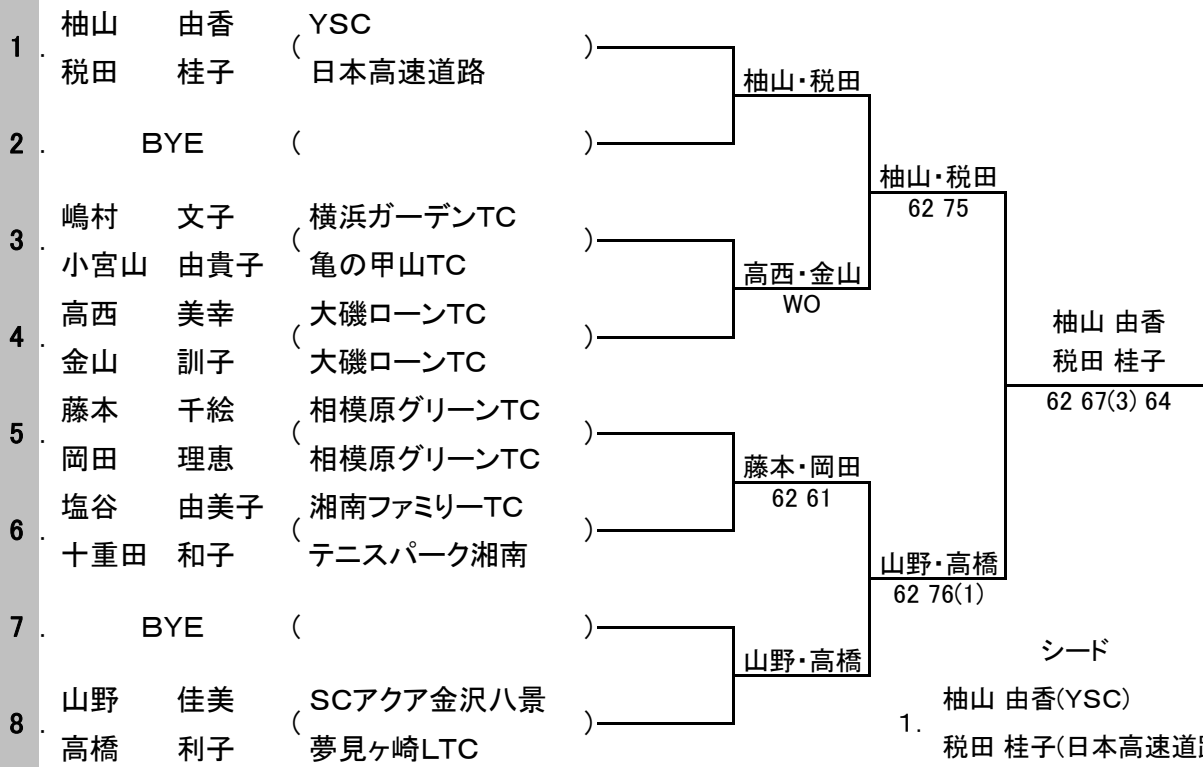 1 . 柚山 由香 ( YSC )
税田 桂子 日本高速道路
柚山・税田
2 . BYE ( )
柚山・税田
62 75
3 . 嶋村 文子 ( 横浜ガーデンTC )
小宮山 由貴子 亀の甲山TC
高西・金山
WO
4 . 高西 美幸 ( 大磯ローンTC )
金山 訓子 大磯ローンTC
柚山 由香
税田 桂子
62 67(3) 64
5 . 藤本 千絵 ( 相模原グリーンTC )
岡田 理恵 相模原グリーンTC
藤本・岡田
62 61
6 . 塩谷 由美子 ( 湘南ファミりーTC )
十重田 和子 テニスパーク湘南
山野・高橋
62 76(1)
7 . BYE ( )
山野・高橋
8 . 山野 佳美 ( SCアクア金沢八景 )
高橋 利子 夢見ヶ崎LTC
シード
1. 柚山 由香(YSC)
税田 桂子(日本高速道